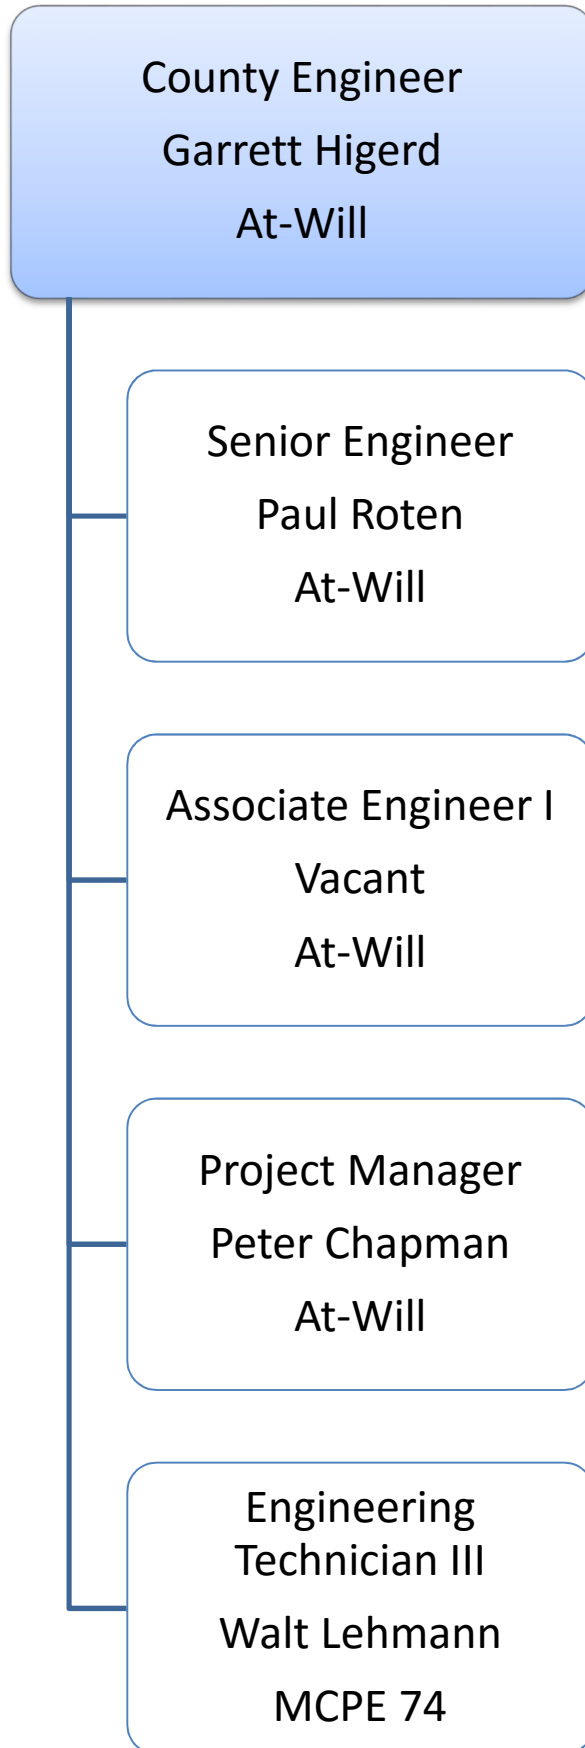 County Engineer
Garrett Higerd
At-Will
Senior Engineer
Paul Roten
At-Will
Associate Engineer I
Vacant
At-Will
Project Manager
Peter Chapman
At-Will
Engineering
Technician III
Walt Lehmann
MCPE 74